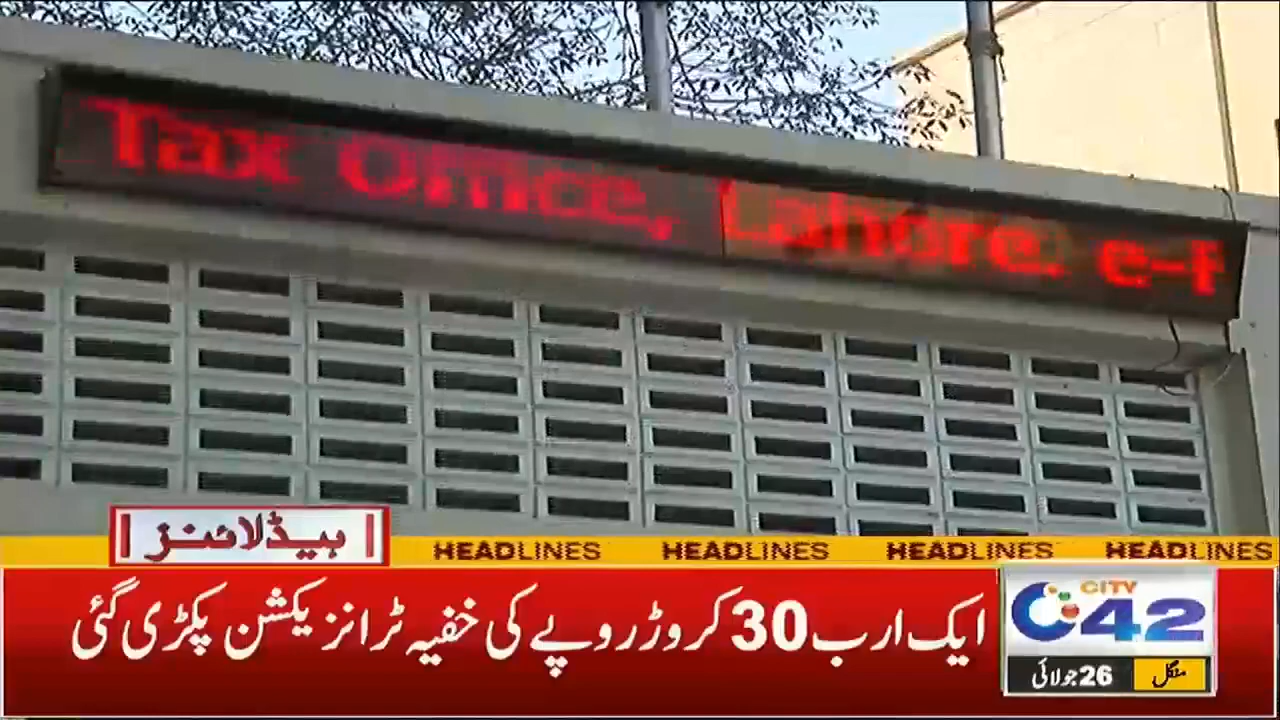 Tax Office, Lahore. e-F
ہیڈلائنز
HEADLINES HEADLINES HEADLINES HEADLINES
ایک ارب 30 کروڑ روپے کی خفیہ ٹرانزیکشن پکڑی گئی
CITY
42
منگل 26 جولائی